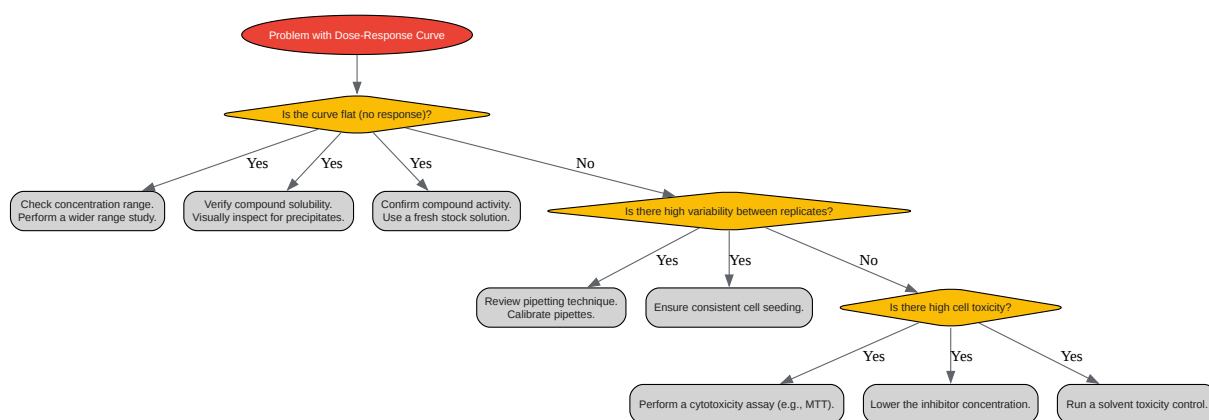 Problem with Dose-Response Curve
Is the curve flat (no response)?
Yes
Yes
Yes
No
Check concentration range.
Perform a wider range study.
Verify compound solubility.
Visually inspect for precipitates.
Confirm compound activity.
Use a fresh stock solution.
Is there high variability between replicates?
Yes
Yes
No
Review pipetting technique.
Calibrate pipettes.
Ensure consistent cell seeding.
Is there high cell toxicity?
Yes
Yes
Yes
Perform a cytotoxicity assay (e.g., MTT).
Lower the inhibitor concentration.
Run a solvent toxicity control.